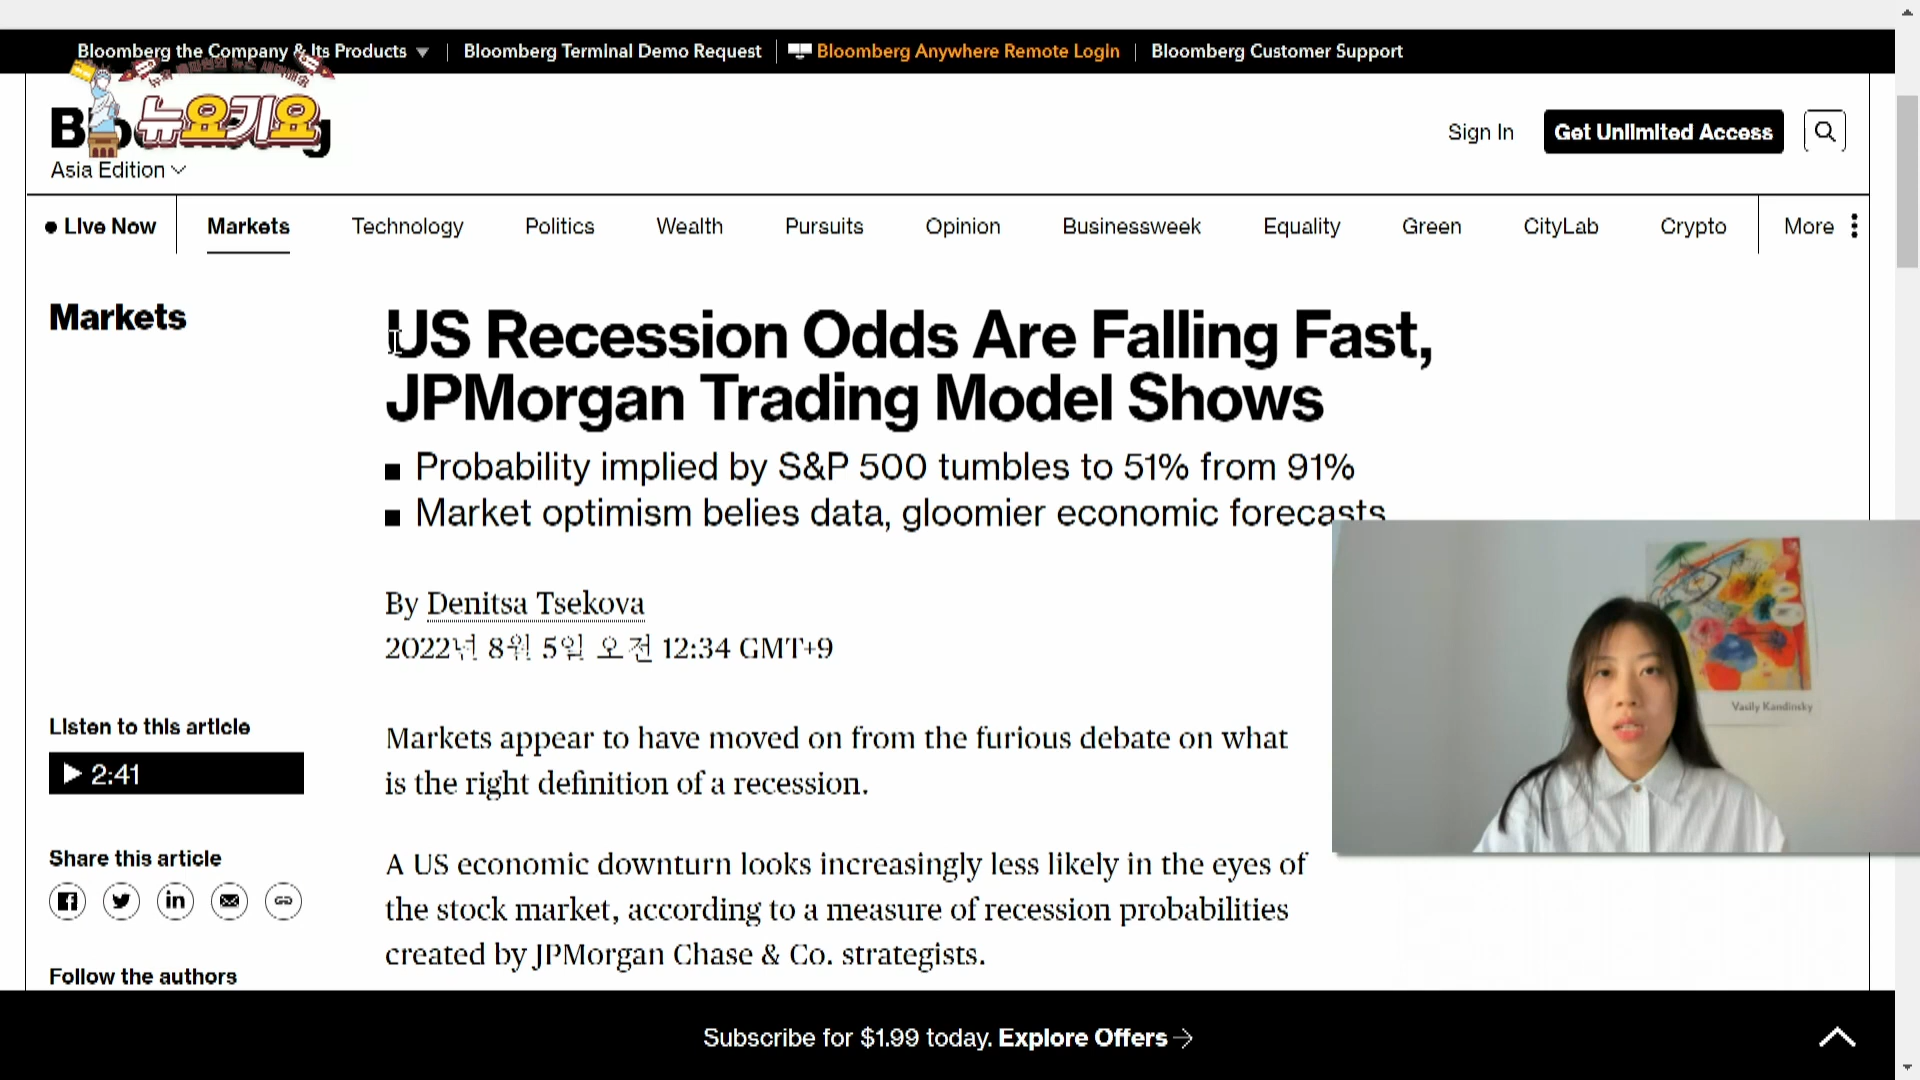 Bloomberg the Company & Its Products
Bloomberg Terminal Demo Request
Bloomberg Anywhere Remote Login
Bloomberg Customer Support
뉴요기요
Asia Edition
Sign In
Get Unlimited Access
Live Now
Markets
Technology
Politics
Wealth
Pursuits
Opinion
Businessweek
Equality
Green
CityLab
Crypto
More
Markets
US Recession Odds Are Falling Fast,
JPMorgan Trading Model Shows
Probability implied by S&P 500 tumbles to 51% from 91%
Market optimism belies data, gloomier economic forecasts
By Denitsa Tsekova
2022년 8월 5일 오전 12:34 GMT+9
Listen to this article
2:41
Markets appear to have moved on from the furious debate on what
is the right definition of a recession.
Share this article
A US economic downturn looks increasingly less likely in the eyes of
the stock market, according to a measure of recession probabilities
created by JPMorgan Chase & Co. strategists.
Follow the authors
Vasily Kandinsky
Subscribe for $1.99 today. Explore Offers